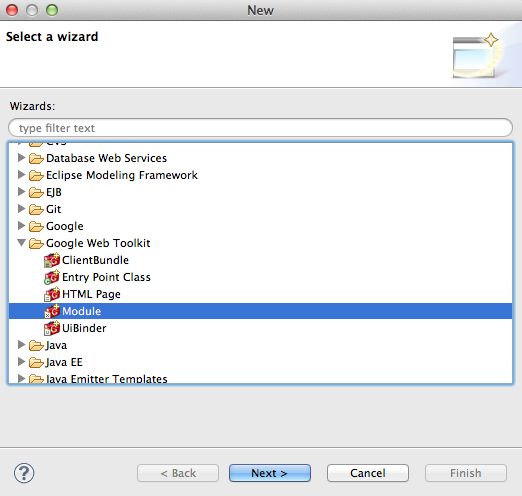 New
Select a wizard
Wizards:
type filter text
CVS
Database Web Services
Eclipse Modeling Framework
EJB
Git
Google
Google Web Toolkit
ClientBundle
Entry Point Class
HTML Page
Module
UiBinder
Java
Java EE
Java Emitter Templates
?
< Back
Next >
Cancel
Finish